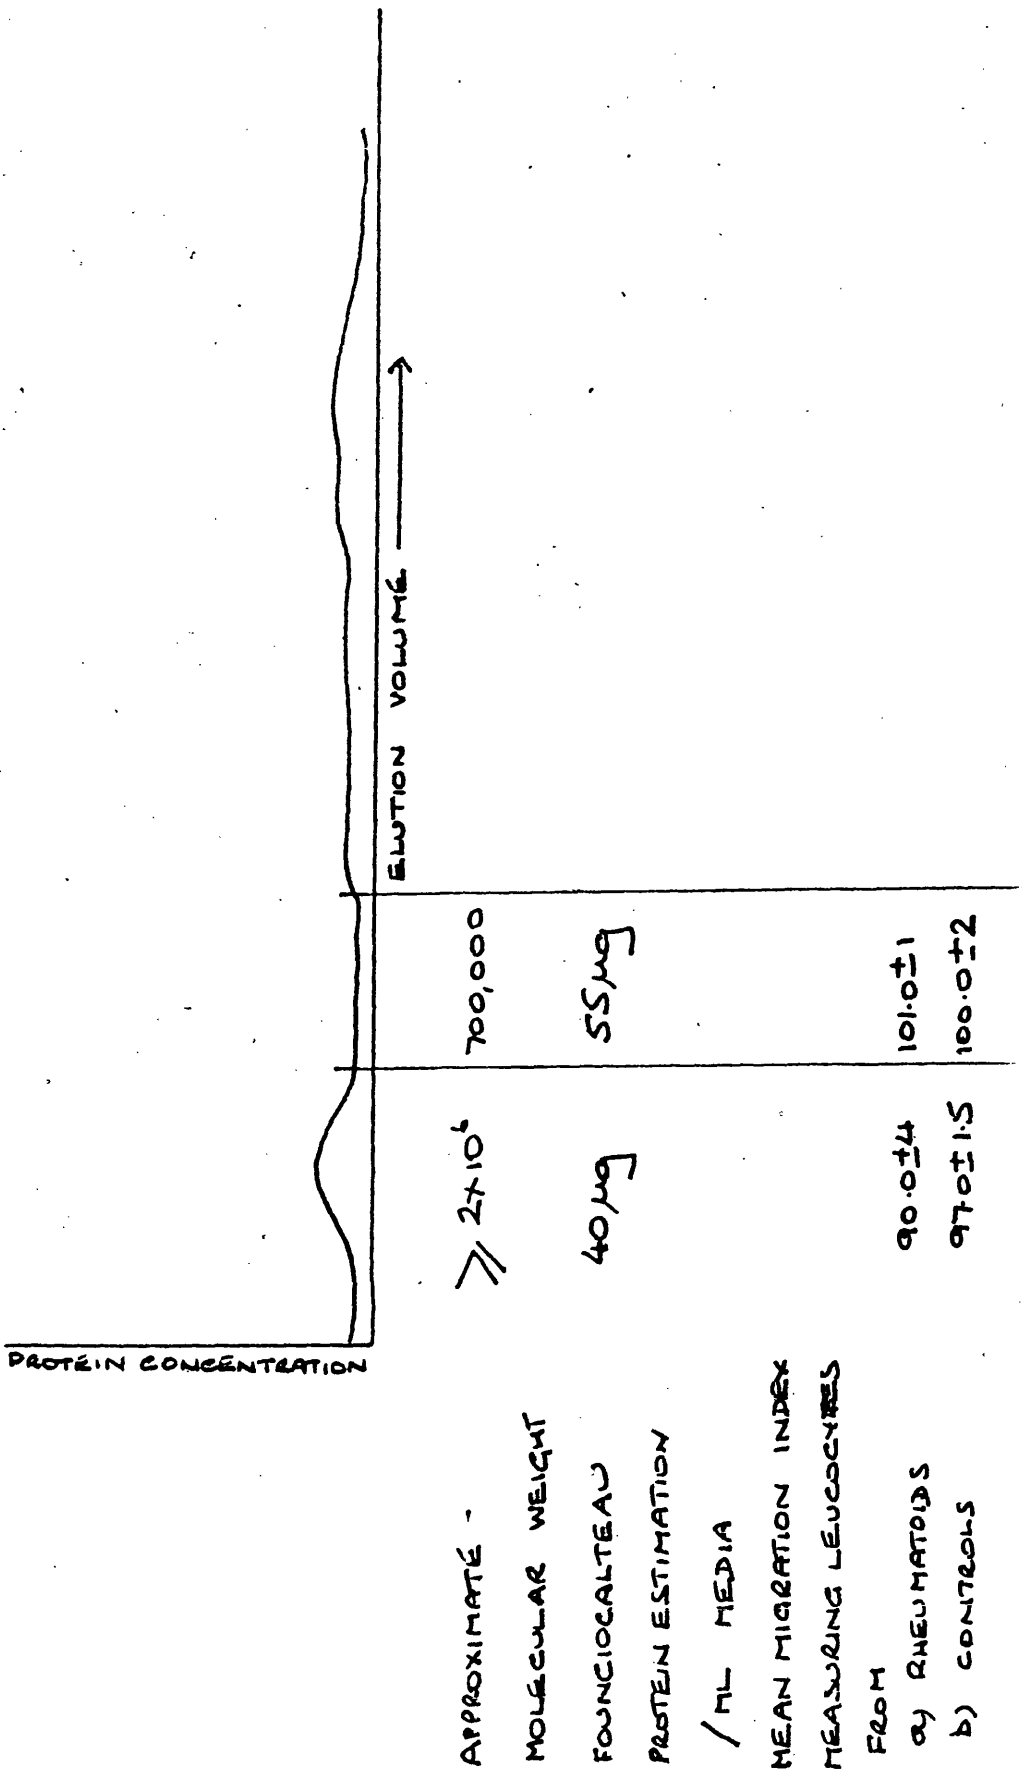 PROTEIN CONCENTRATION
ELUTION VOLUME
APPROXIMATE -
MOLECULAR WEIGHT
≥ 2×10⁶ 700,000
FOUNCIOCALTEAU
PROTEIN ESTIMATION
/ML MEDIA
40μg 55μg
MEAN MIGRATION INDEX
MEASURING LEUCOCYTES
FROM
a) RHEUMATOIDS 90.0±4 101.0±1
b) CONTROLS 97.0±1.5 100.0±2